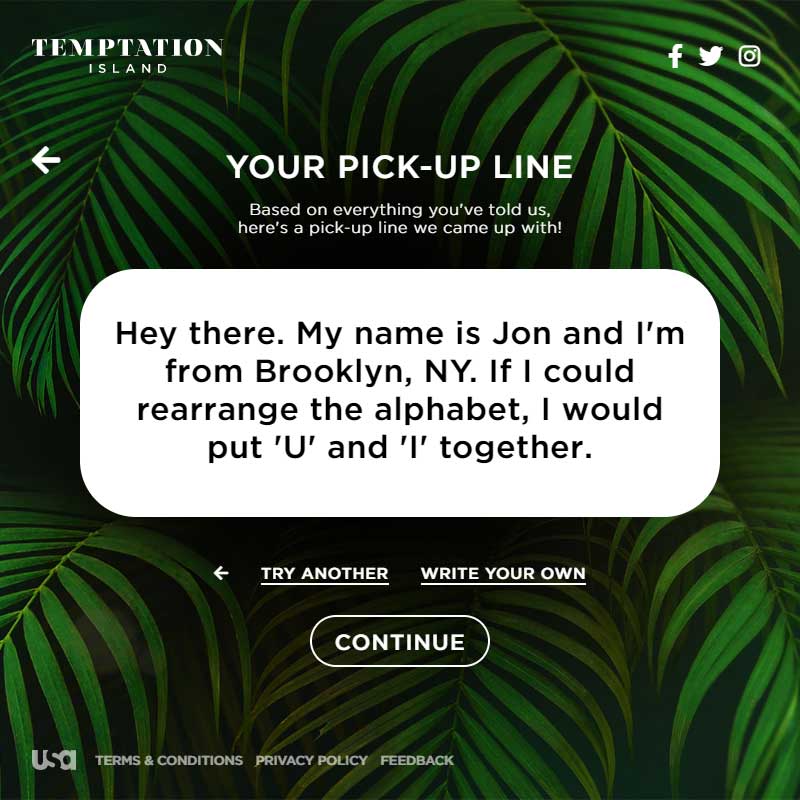 TEMPTATION
ISLAND
YOUR PICK-UP LINE
Based on everything you've told us,
here's a pick-up line we came up with!
Hey there. My name is Jon and I'm
from Brooklyn, NY. If I could
rearrange the alphabet, I would
put 'U' and 'I' together.
TRY ANOTHER WRITE YOUR OWN
CONTINUE
usa TERMS & CONDITIONS PRIVACY POLICY FEEDBACK